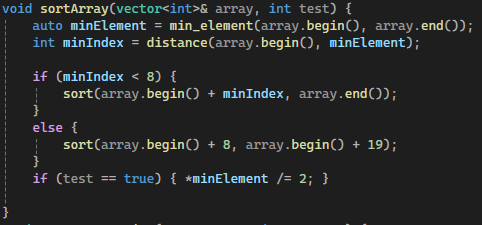 void sortArray(vector<int>& array, int test) {
    auto minElement = min_element(array.begin(), array.end());
    int minIndex = distance(array.begin(), minElement);
    if (minIndex < 8) {
        sort(array.begin() + minIndex, array.end());
    }
    else {
        sort(array.begin() + 8, array.begin() + 19);
    }
    if (test == true) { *minElement /= 2; }
}